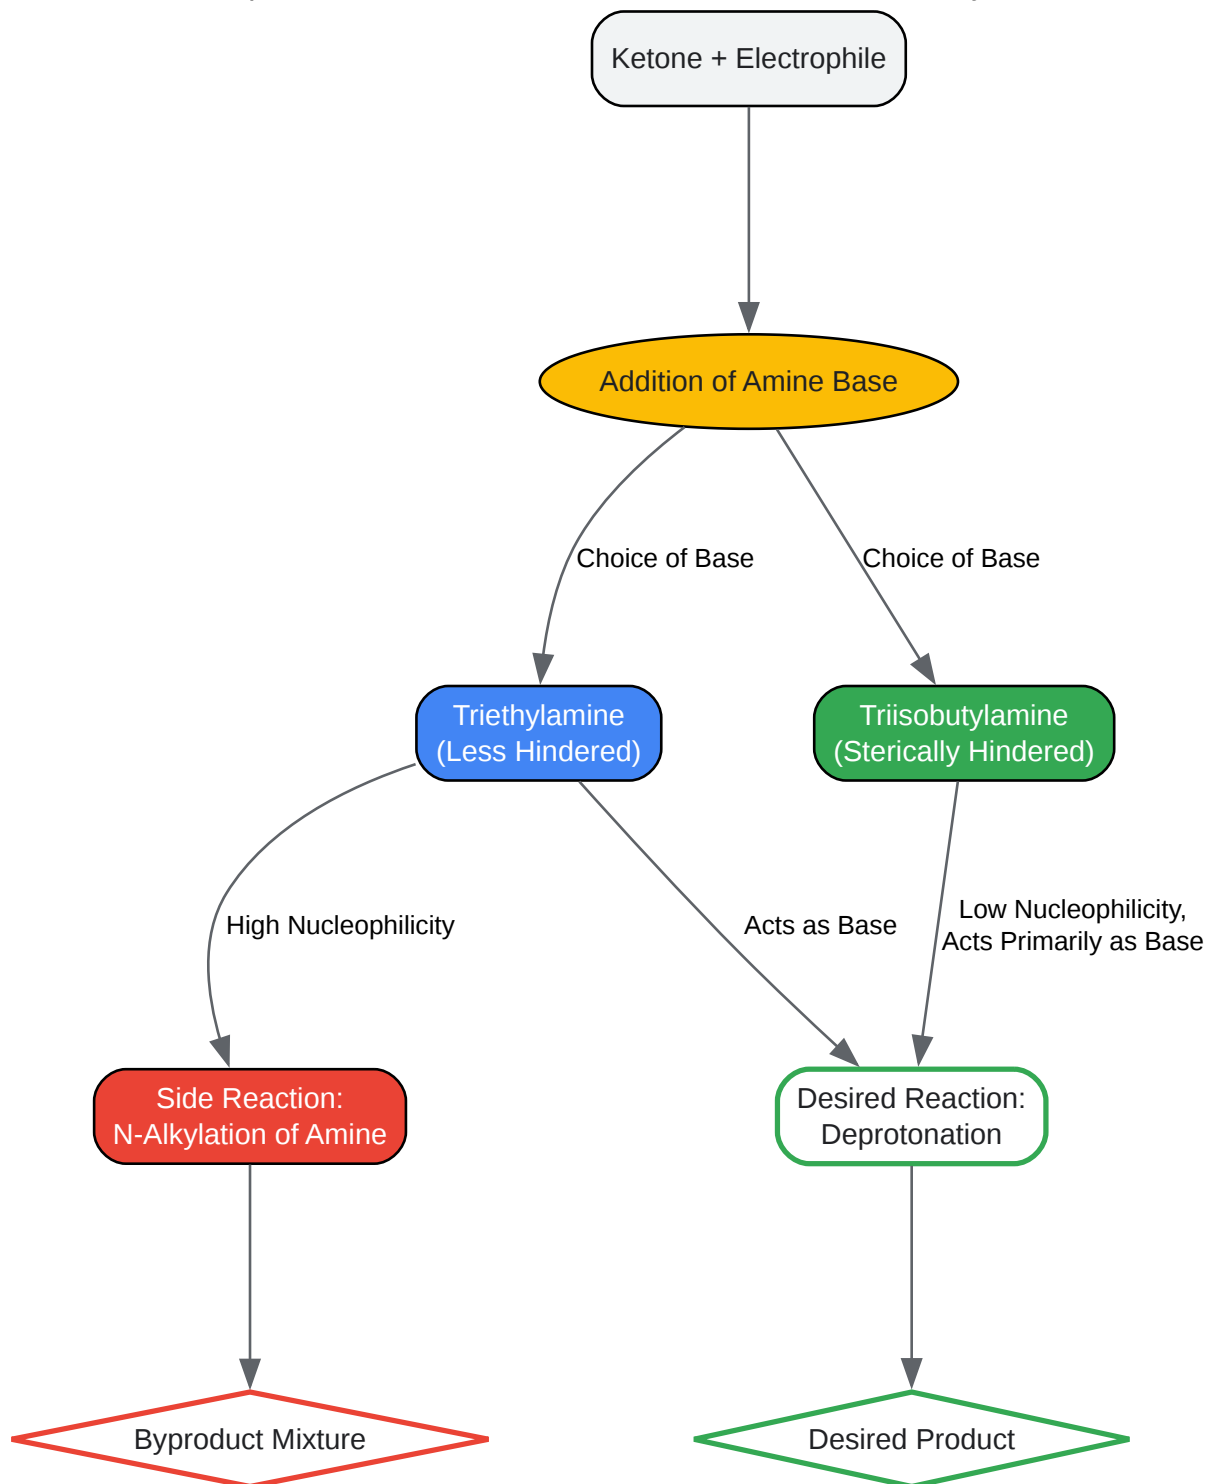 Ketone + Electrophile
Addition of Amine Base
Choice of Base
Choice of Base
Triethylamine
(Less Hindered)
Triisobutylamine
(Sterically Hindered)
High Nucleophilicity
Acts as Base
Low Nucleophilicity,
Acts Primarily as Base
Side Reaction:
N-Alkylation of Amine
Desired Reaction:
Deprotonation
Byproduct Mixture
Desired Product